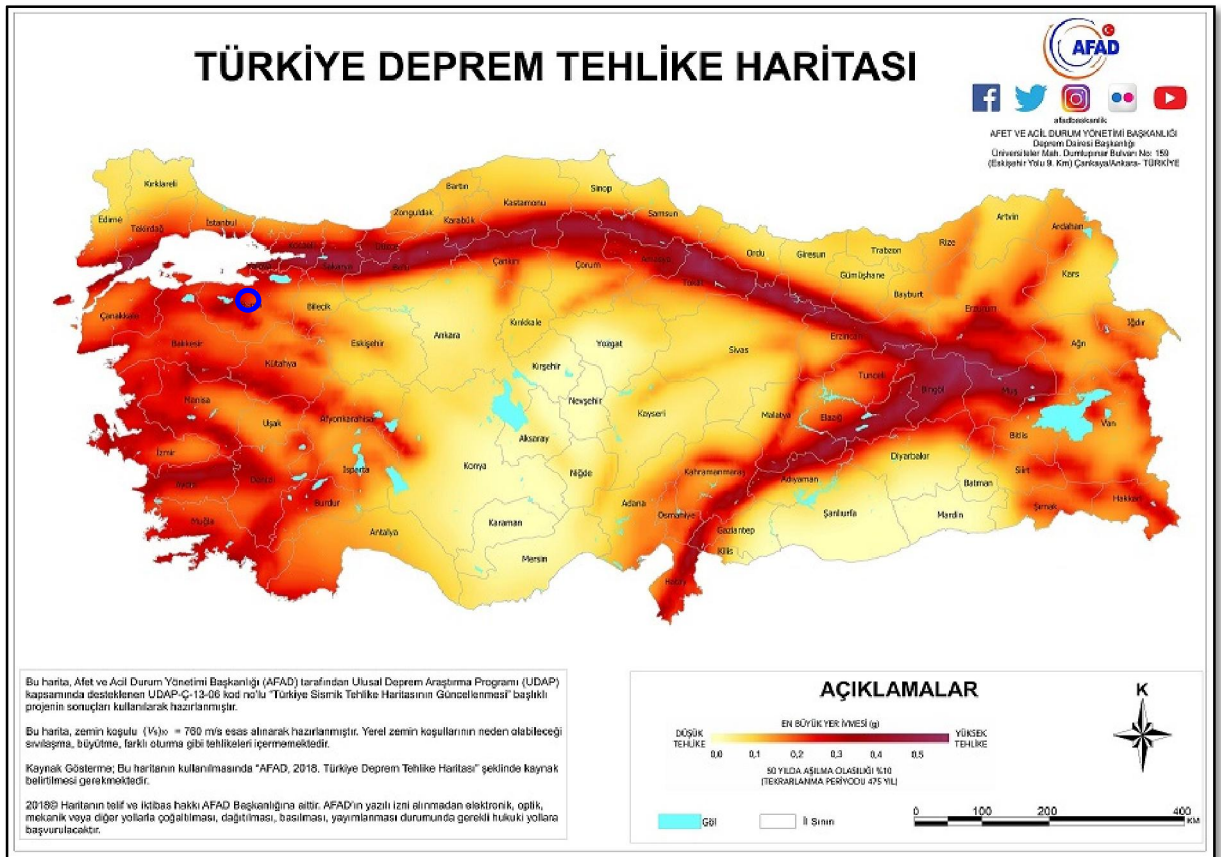 TÜRKİYE DEPREM TEHLİKE HARİTASI
AFAD
afadbaskanlik
AFET VE ACİL DURUM YÖNETİMİ BAŞKANLIĞI
Deprem Dairesi Başkanlığı
Üniversiteler Mah. Dumlupınar Bulvarı No: 159
(Eskişehir Yolu 9. Km) Çankaya/Ankara- TÜRKİYE
Kırklareli
Edirne
Tekirdağ
İstanbul
Kocaeli
Sakarya
Düzce
Bolu
Zonguldak
Bartın
Karabük
Kastamonu
Sinop
Samsun
Çankırı
Çorum
Amasya
Tokat
Ordu
Giresun
Trabzon
Gümüşhane
Bayburt
Rize
Artvin
Ardahan
Kars
Erzurum
Iğdır
Ağrı
Çanakkale
Balıkesir
Bilecik
Kütahya
Eskişehir
Ankara
Kırıkkale
Kırşehir
Yozgat
Sivas
Erzincan
Tunceli
Bingöl
Muş
Manisa
Uşak
Afyonkarahisar
Nevşehir
Kayseri
Malatya
Elazığ
Bitlis
Van
İzmir
Aydın
Denizli
Isparta
Burdur
Konya
Aksaray
Niğde
Kahramanmaraş
Adıyaman
Diyarbakır
Batman
Siirt
Şırnak
Hakkari
Muğla
Antalya
Karaman
Mersin
Adana
Osmaniye
Gaziantep
Kilis
Şanlıurfa
Mardin
Hatay
Bu harita, Afet ve Acil Durum Yönetimi Başkanlığı (AFAD) tarafından Ulusal Deprem Araştırma Programı (UDAP)
kapsamında desteklenen UDAP-Ç-13-06 kod no'lu "Türkiye Sismik Tehlike Haritasının Güncellenmesi" başlıklı
projenin sonuçları kullanılarak hazırlanmıştır.
Bu harita, zemin koşulu (Vs)30 = 760 m/s esas alınarak hazırlanmıştır. Yerel zemin koşullarının neden olabileceği
sıvılaşma, büyütme, farklı oturma gibi tehlikeleri içermemektedir.
Kaynak Gösterme; Bu haritanın kullanılmasında "AFAD, 2018. Türkiye Deprem Tehlike Haritası" şeklinde kaynak
belirtilmesi gerekmektedir.
2018© Haritanın telif ve iktibas hakkı AFAD Başkanlığına aittir. AFAD'ın yazılı izni alınmadan elektronik, optik,
mekanik veya diğer yollarla çoğaltılması, dağıtılması, basılması, yayımlanması durumunda gerekli hukuki yollara
başvurulacaktır.
AÇIKLAMALAR
EN BÜYÜK YER İVMESİ (g)
DÜŞÜK TEHLİKE
YÜKSEK TEHLİKE
0,0 0,1 0,2 0,3 0,4 0,5
50 YILDA AŞILMA OLASILIĞI %10
(TEKRARLANMA PERİYODU 475 YIL)
Göl
İl Sınırı
K
0 100 200 400
KM